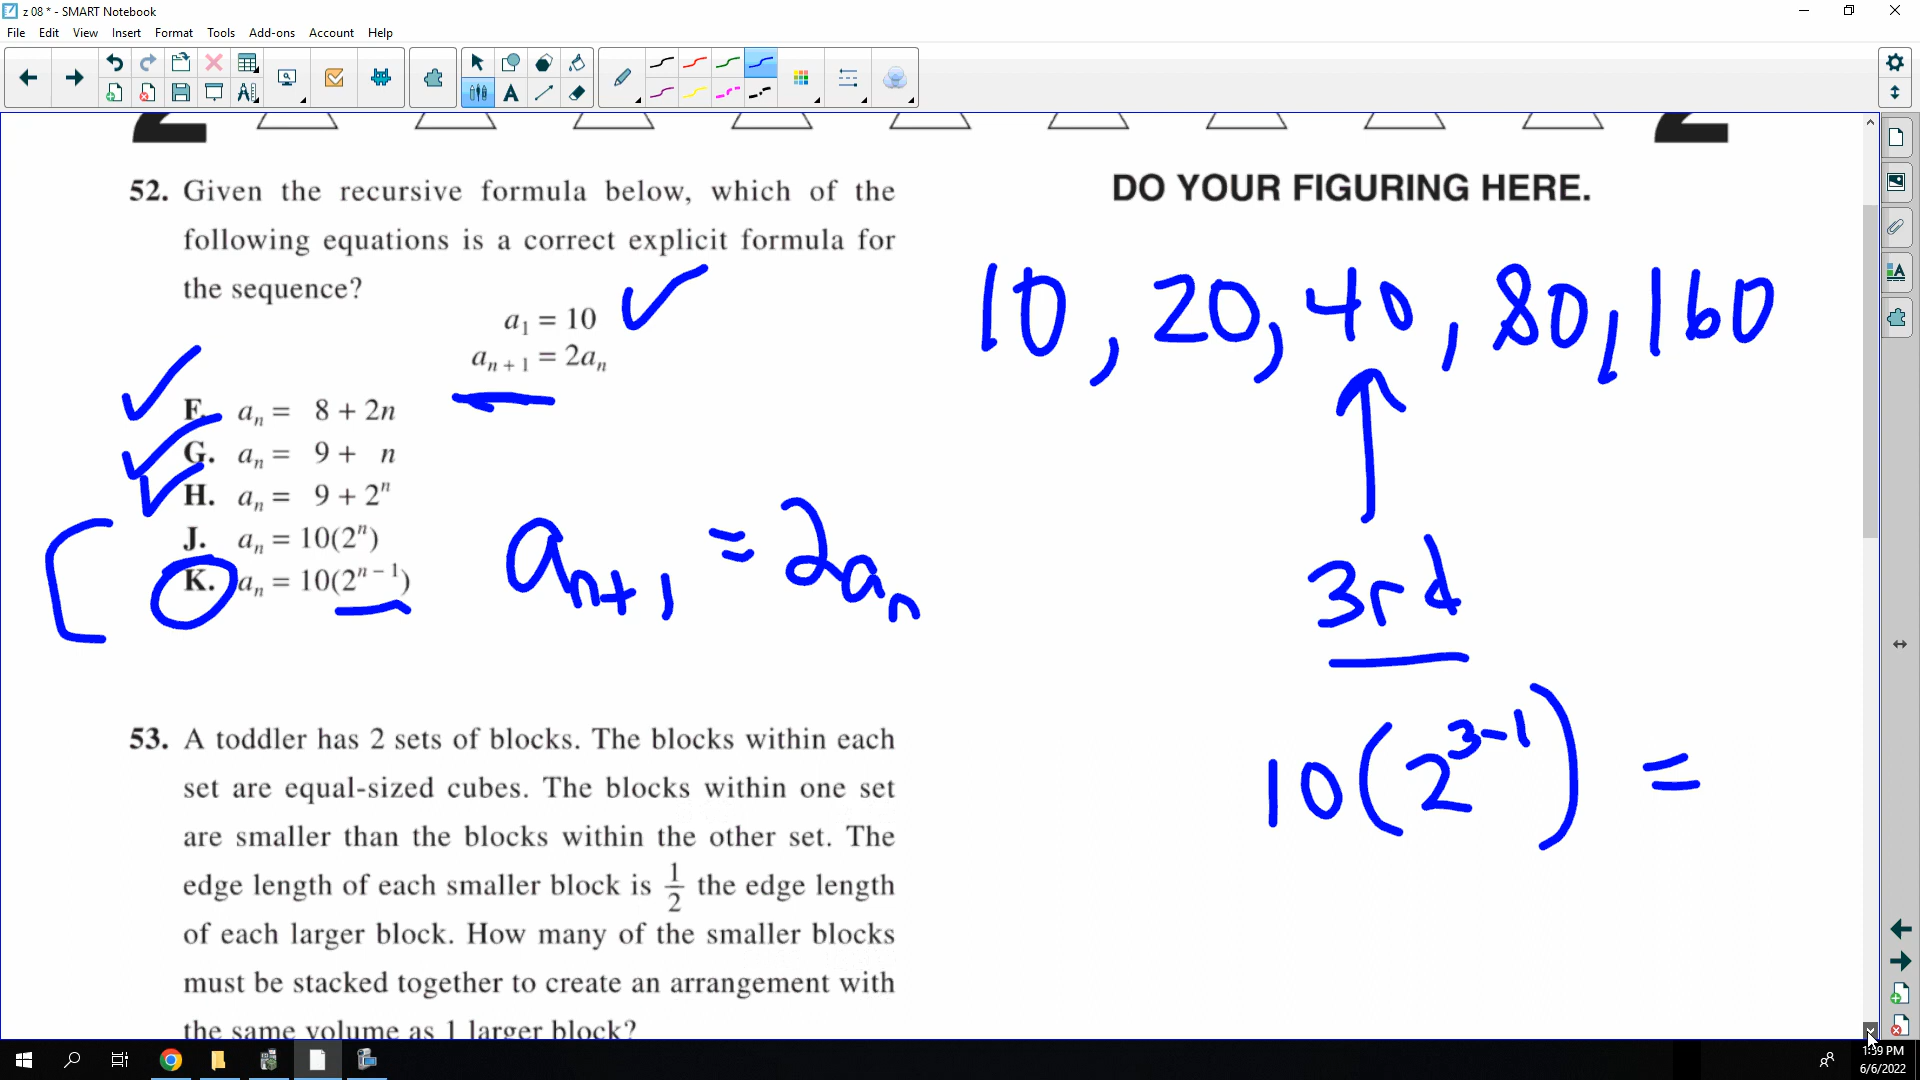 z 08 * - SMART Notebook
File Edit View Insert Format Tools Add-ons Account Help
2 2
52. Given the recursive formula below, which of the
following equations is a correct explicit formula for
the sequence?
a₁ = 10
aₙ₊₁ = 2aₙ
F. aₙ = 8 + 2n
G. aₙ = 9 + n
H. aₙ = 9 + 2ⁿ
J. aₙ = 10(2ⁿ)
K. aₙ = 10(2ⁿ⁻¹)
aₙ₊₁ = 2aₙ
53. A toddler has 2 sets of blocks. The blocks within each
set are equal-sized cubes. The blocks within one set
are smaller than the blocks within the other set. The
edge length of each smaller block is 1/2 the edge length
of each larger block. How many of the smaller blocks
must be stacked together to create an arrangement with
the same volume as 1 larger block?
DO YOUR FIGURING HERE.
10, 20, 40, 80, 160
3rd
10(2³⁻¹) =
1:39 PM
6/6/2022